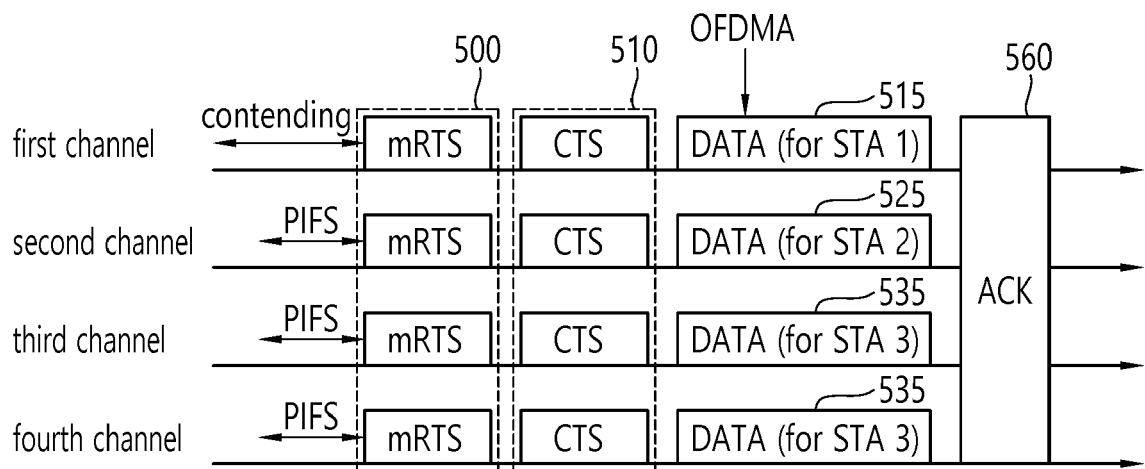 OFDMA
500
510
515
560
first channel
contending
mRTS
CTS
DATA (for STA 1)
525
second channel
PIFS
mRTS
CTS
DATA (for STA 2)
535
third channel
PIFS
mRTS
CTS
DATA (for STA 3)
ACK
535
fourth channel
PIFS
mRTS
CTS
DATA (for STA 3)